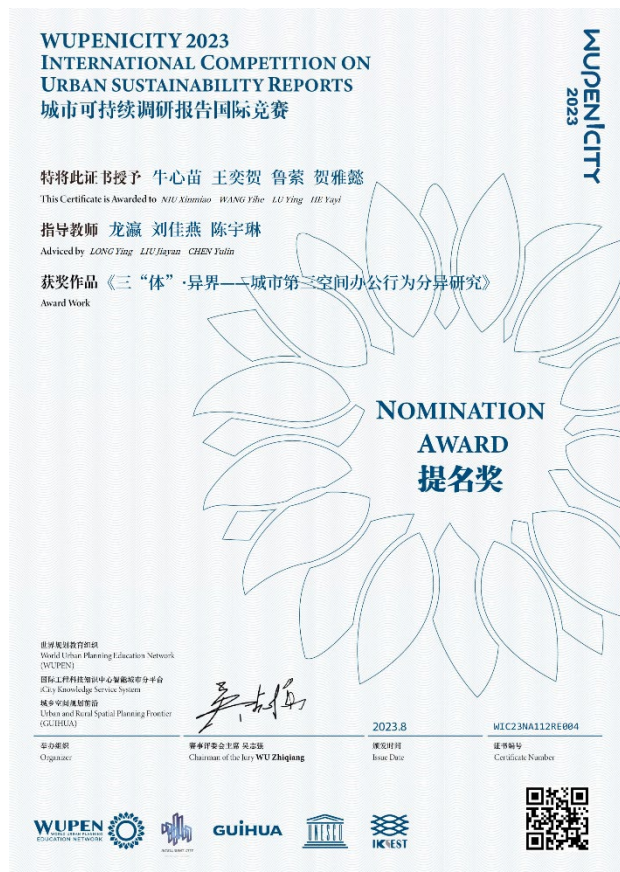 WUPENICITY 2023
INTERNATIONAL COMPETITION ON
URBAN SUSTAINABILITY REPORTS
城市可持续调研报告国际竞赛
WUPENICITY
2023
特将此证书授予 牛心苗 王奕贺 鲁萦 贺雅懿
This Certificate is Awarded to NIU Xinmiao WANG Yihe LU Ying HE Yayi
指导教师 龙瀛 刘佳燕 陈宇琳
Adviced by LONG Ying LIU Jiayan CHEN Yulin
获奖作品《三“体”·异界——城市第三空间办公行为分异研究》
Award Work
NOMINATION
AWARD
提名奖
世界规划教育组织
World Urban Planning Education Network
(WUPEN)
国际工程科技知识中心智能城市分平台
iCity Knowledge Service System
城乡空间规划前沿
Urban and Rural Spatial Planning Frontier
(GUIHUA)
2023.8
WIC23NA112RE004
举办组织
Organizer
赛事评委会主席 吴志强
Chairman of the Jury WU Zhiqiang
颁发时间
Issue Date
证书编号
Certificate Number
WUPEN
WORLD URBAN PLANNING
EDUCATION NETWORK
GUIHUA
UNESCO
IKCEST